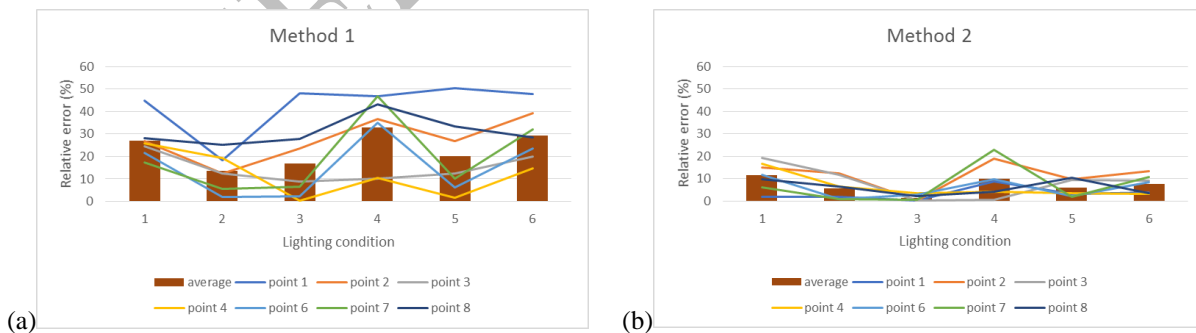 Method 1
60
50
40
30
20
10
0
Relative error (%)
1 2 3 4 5 6
Lighting condition
average point 1 point 2 point 3
point 4 point 6 point 7 point 8
(a)
Method 2
60
50
40
30
20
10
0
Relative error (%)
1 2 3 4 5 6
Lighting condition
average point 1 point 2 point 3
point 4 point 6 point 7 point 8
(b)